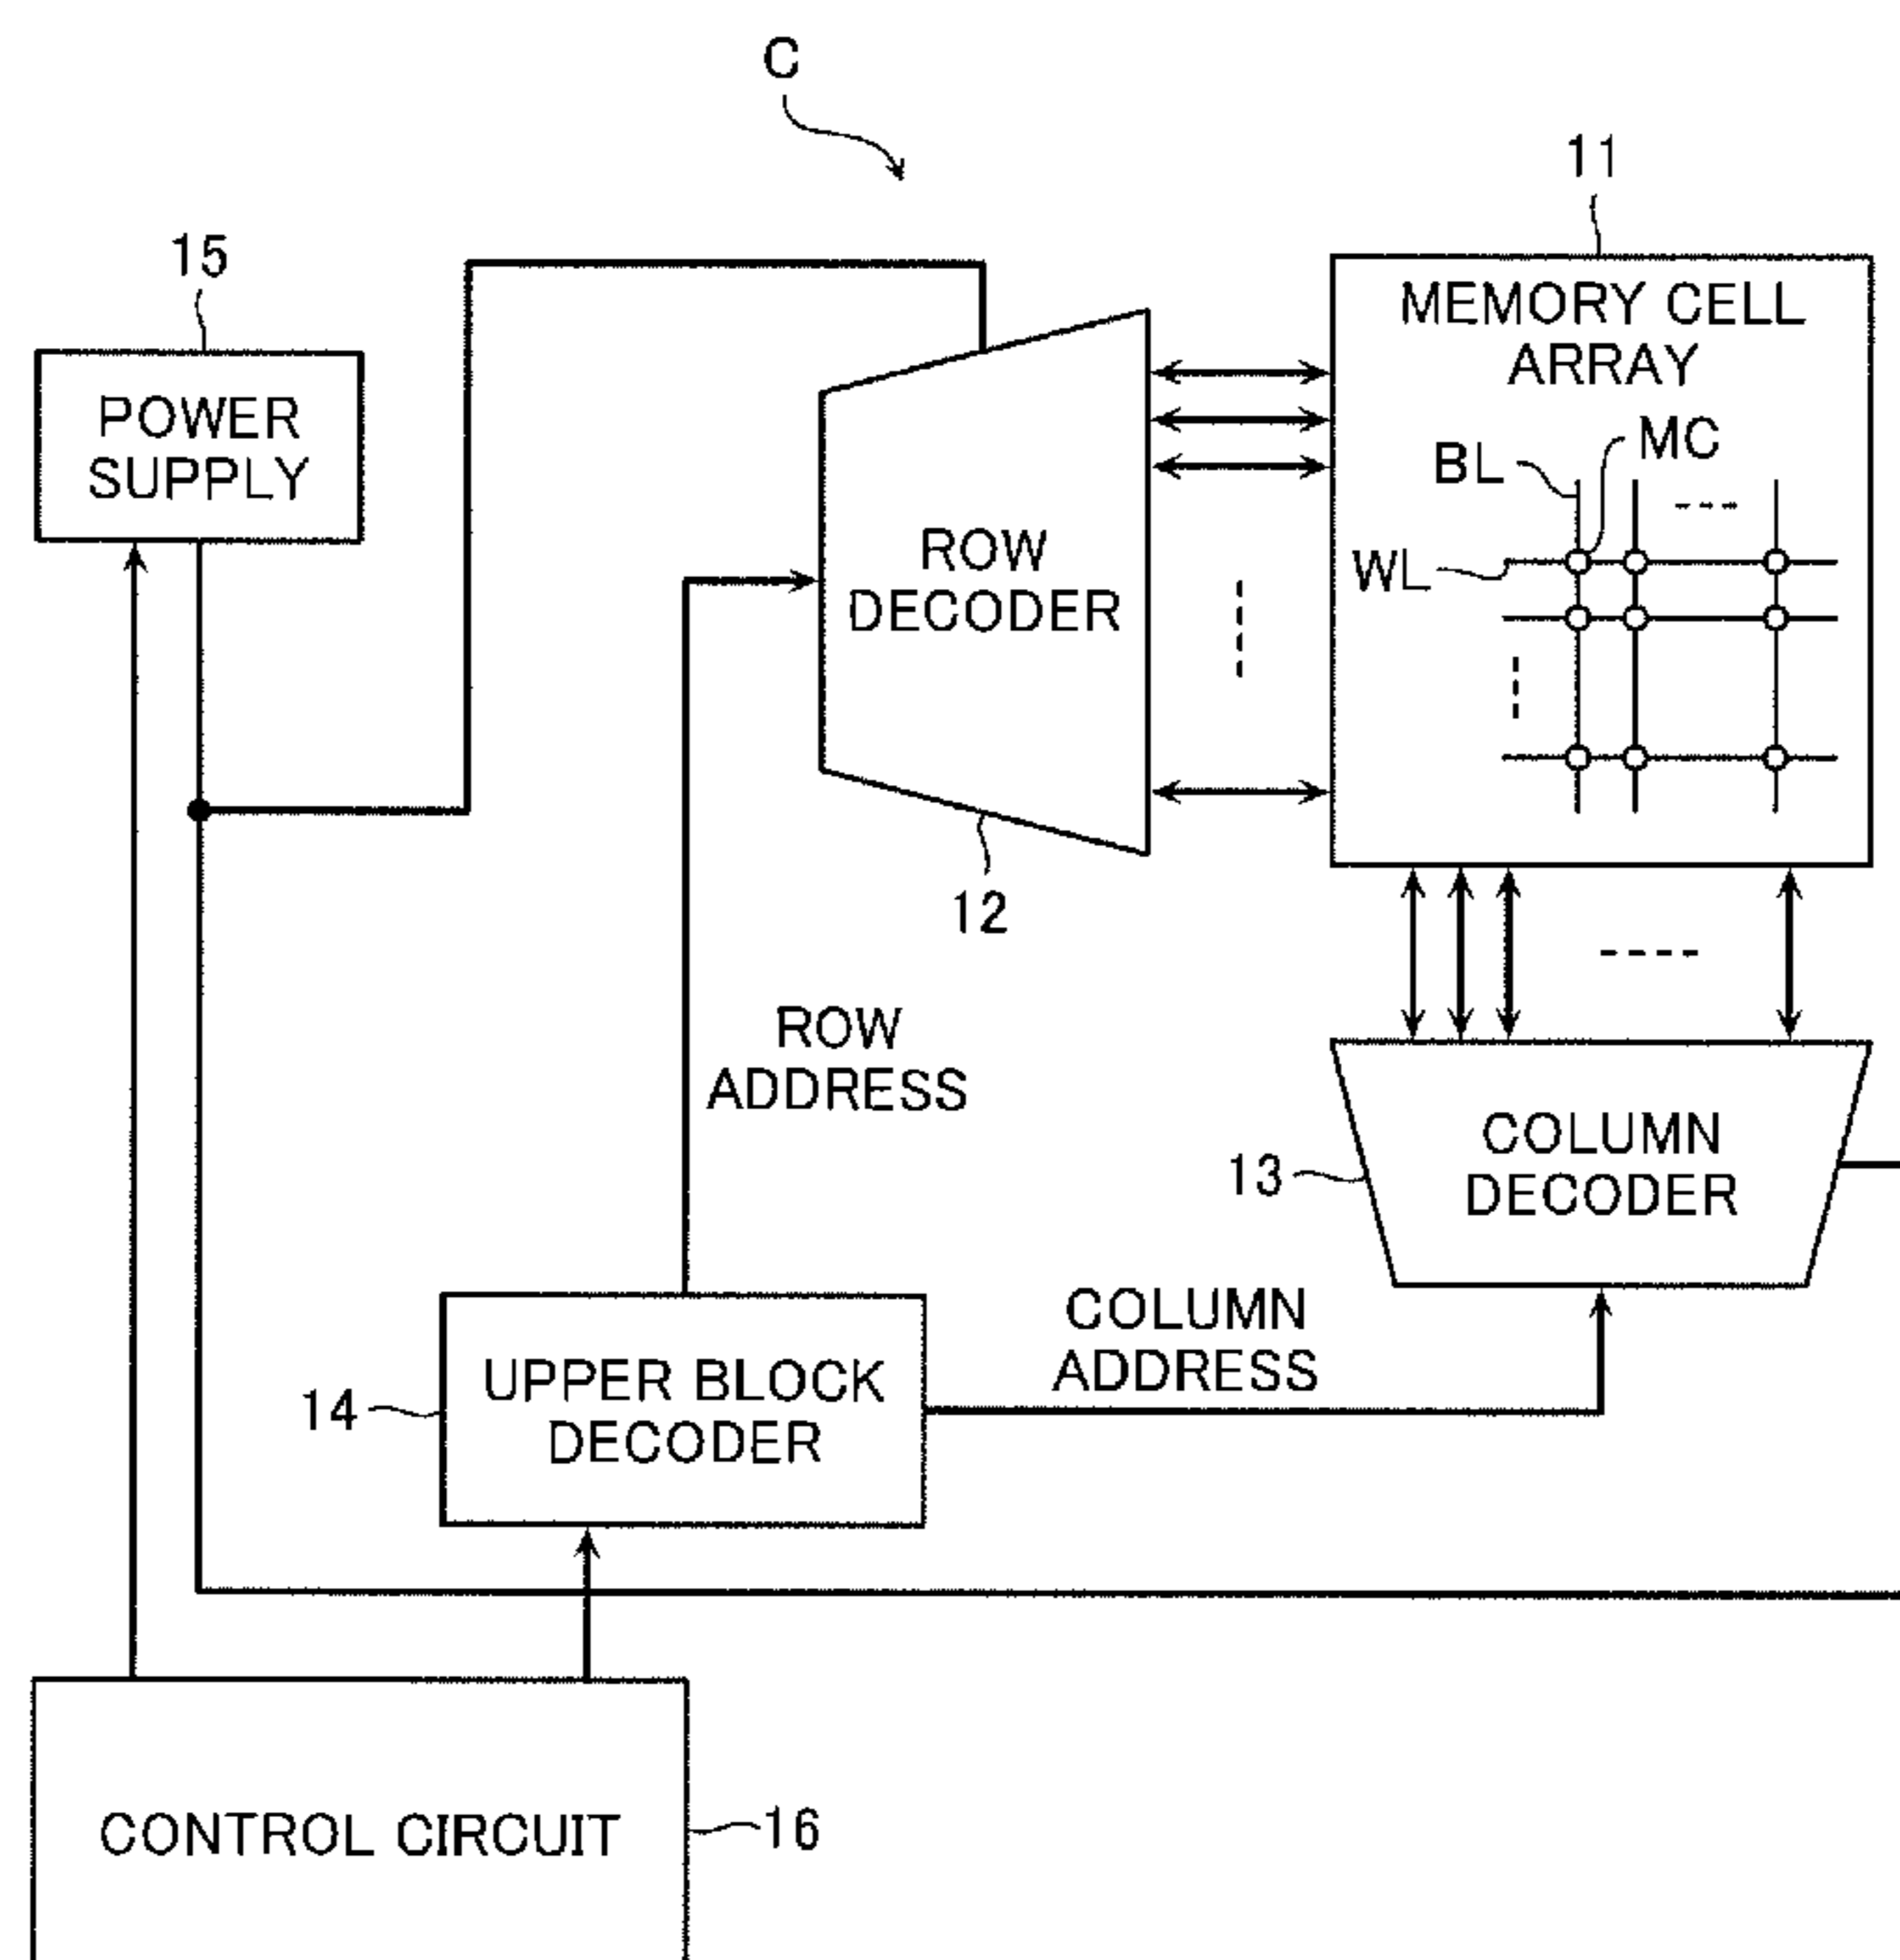 C
11
15
MEMORY CELL
ARRAY
POWER
SUPPLY
BL
MC
WL
ROW
DECODER
12
ROW
ADDRESS
13
COLUMN
DECODER
COLUMN
ADDRESS
14
UPPER BLOCK
DECODER
CONTROL CIRCUIT
16